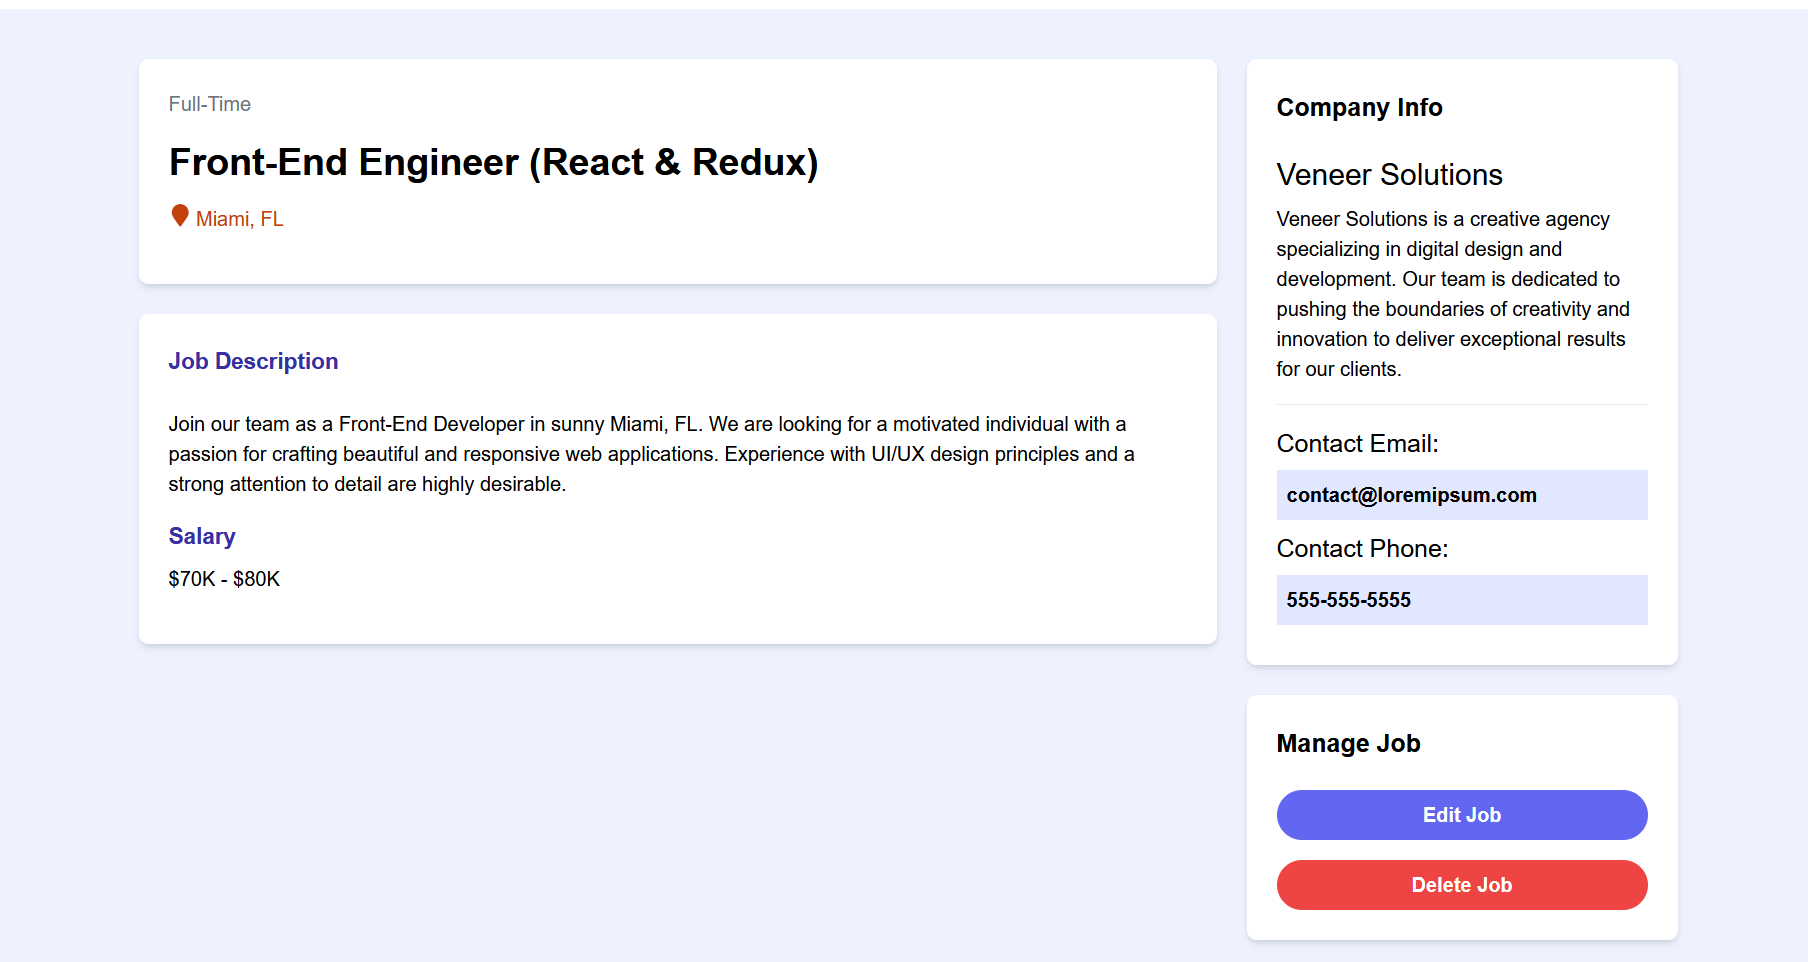 Full-Time
Front-End Engineer (React & Redux)
Miami, FL
Job Description
Join our team as a Front-End Developer in sunny Miami, FL. We are looking for a motivated individual with a
passion for crafting beautiful and responsive web applications. Experience with UI/UX design principles and a
strong attention to detail are highly desirable.
Salary
$70K - $80K
Company Info
Veneer Solutions
Veneer Solutions is a creative agency
specializing in digital design and
development. Our team is dedicated to
pushing the boundaries of creativity and
innovation to deliver exceptional results
for our clients.
Contact Email:
contact@loremipsum.com
Contact Phone:
555-555-5555
Manage Job
Edit Job
Delete Job